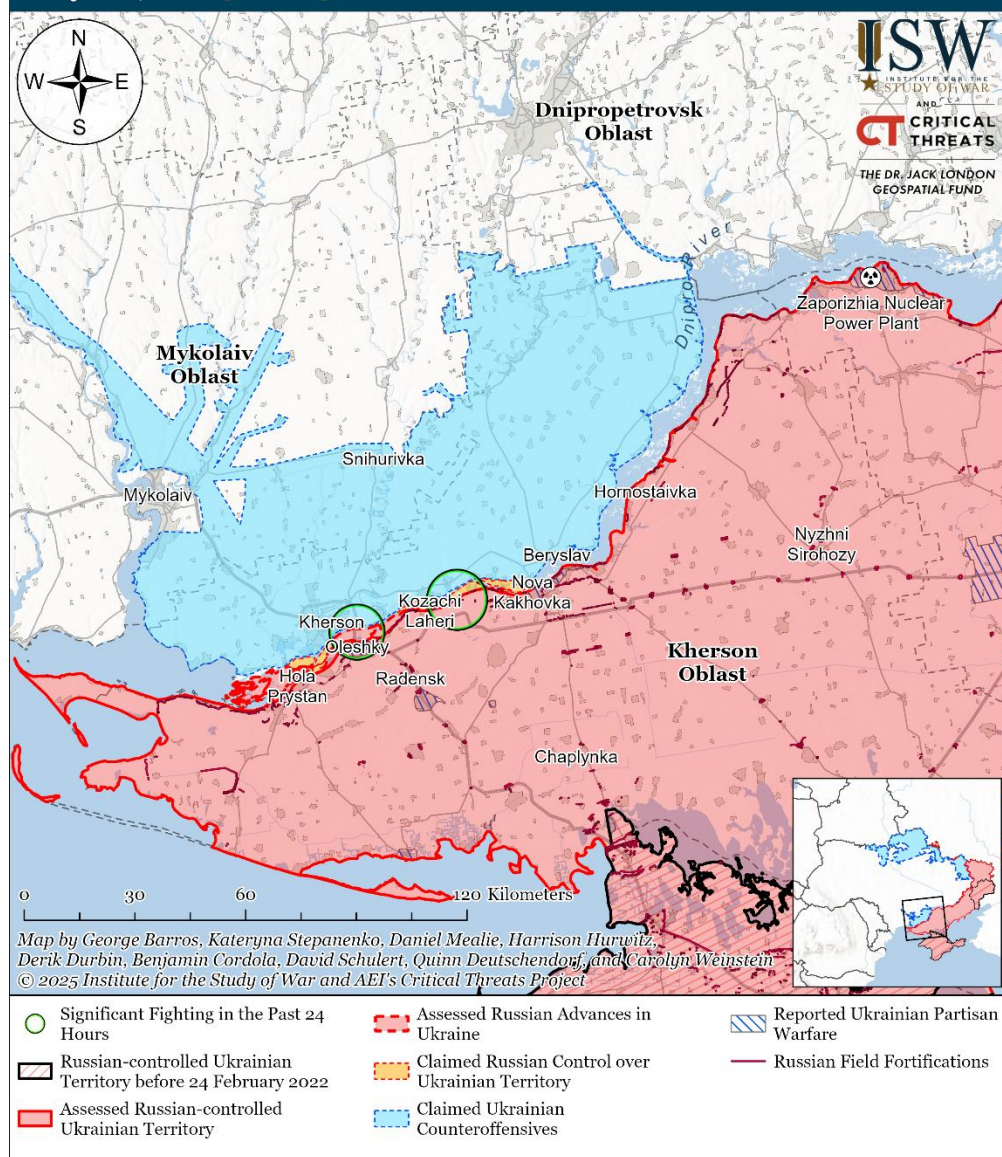 N
W E
S
ISW
INSTITUTE FOR THE
STUDY OF WAR
AND
CT CRITICAL
THREATS
THE DR. JACK LONDON
GEOSPATIAL FUND
Dnipropetrovsk
Oblast
Dnipro River
Zaporizhia Nuclear
Power Plant
Mykolaiv
Oblast
Snihurivka
Mykolaiv
Hornostaivka
Nyzhni
Sirohozy
Beryslav
Nova
Kakhovka
Kozachi
Laheri
Kherson
Oleshky
Hola
Prystan
Radensk
Kherson
Oblast
Chaplynka
0 30 60 120 Kilometers
Map by George Barros, Kateryna Stepanenko, Daniel Mealie, Harrison Hurwitz,
Derik Durbin, Benjamin Cordola, David Schulert, Quinn Deutschendorf, and Carolyn Weinstein
© 2025 Institute for the Study of War and AEI's Critical Threats Project
Significant Fighting in the Past 24
Hours
Russian-controlled Ukrainian
Territory before 24 February 2022
Assessed Russian-controlled
Ukrainian Territory
Assessed Russian Advances in
Ukraine
Claimed Russian Control over
Ukrainian Territory
Claimed Ukrainian
Counteroffensives
Reported Ukrainian Partisan
Warfare
Russian Field Fortifications